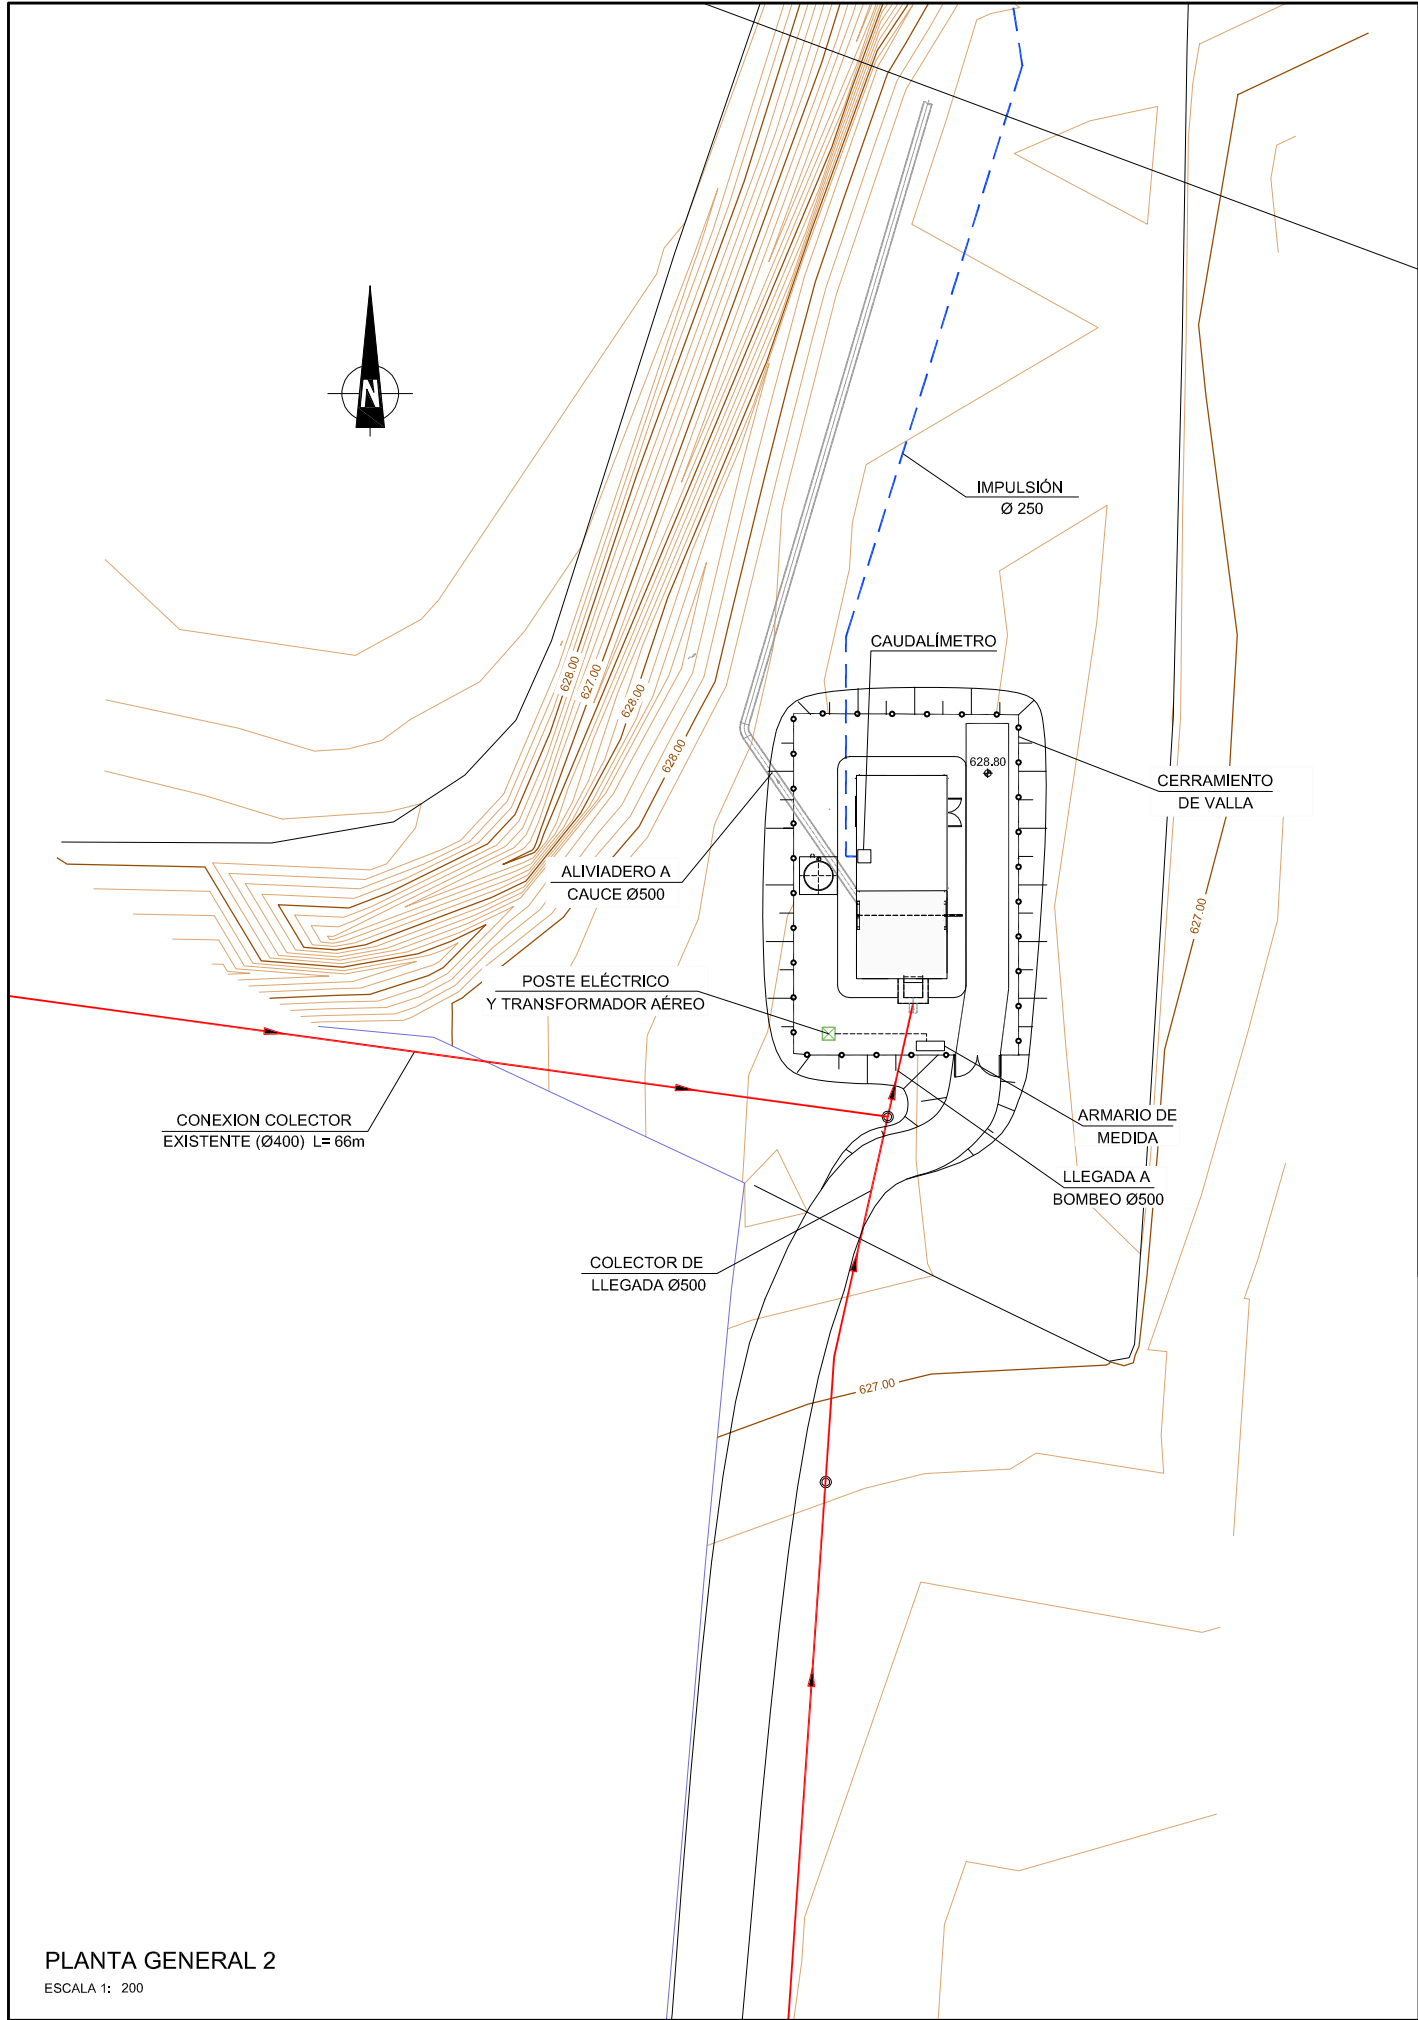 N
IMPULSIÓN
Ø 250
CAUDALÍMETRO
628.00
627.00
628.00
628.00
628.80
CERRAMIENTO
DE VALLA
ALIVIADERO A
CAUCE Ø500
627.00
POSTE ELÉCTRICO
Y TRANSFORMADOR AÉREO
CONEXION COLECTOR
EXISTENTE (Ø400) L= 66m
ARMARIO DE
MEDIDA
LLEGADA A
BOMBEO Ø500
COLECTOR DE
LLEGADA Ø500
627.00
PLANTA GENERAL 2
ESCALA 1: 200